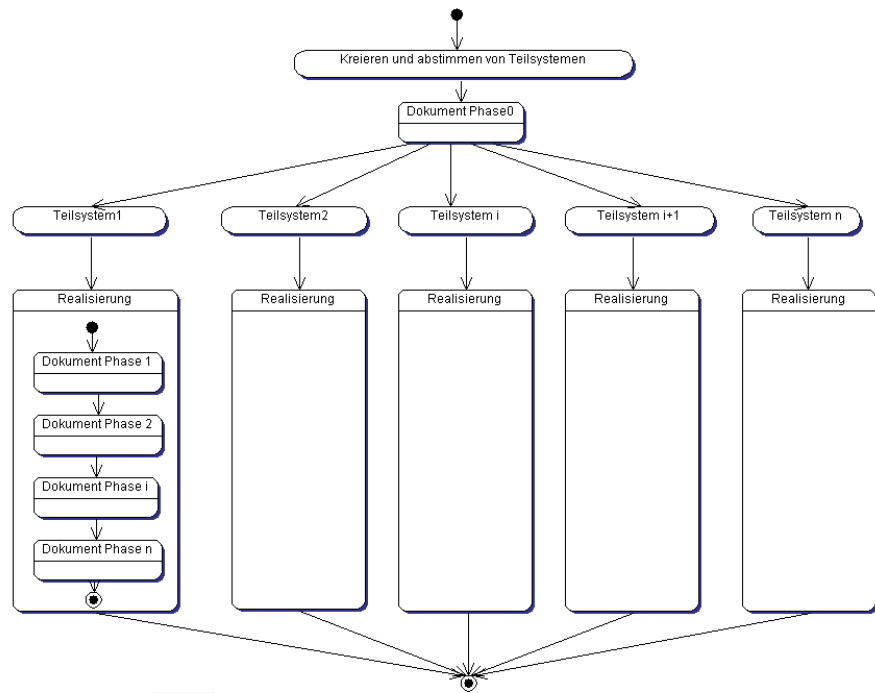 Kreieren und abstimmen von Teilsystemen
Dokument Phase0
Teilsystem1
Teilsystem2
Teilsystem i
Teilsystem i+1
Teilsystem n
Realisierung
Realisierung
Realisierung
Realisierung
Realisierung
Dokument Phase 1
Dokument Phase 2
Dokument Phase i
Dokument Phase n